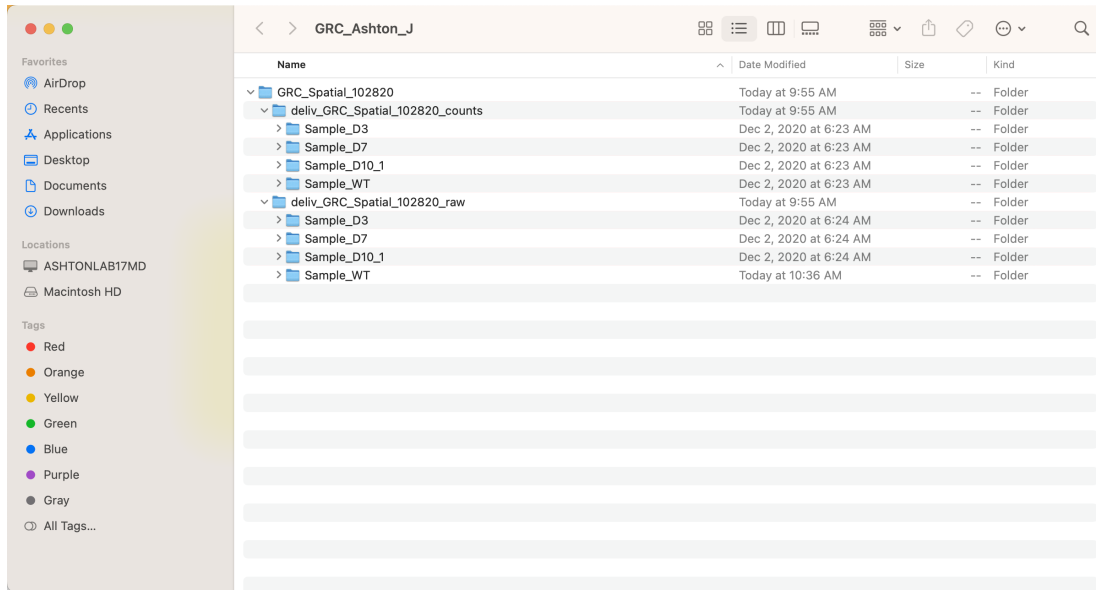 GRC_Ashton_J
Favorites
AirDrop
Recents
Applications
Desktop
Documents
Downloads
Locations
ASHTONLAB17MD
Macintosh HD
Tags
Red
Orange
Yellow
Green
Blue
Purple
Gray
All Tags...
Name Date Modified Size Kind
GRC_Spatial_102820 Today at 9:55 AM -- Folder
deliv_GRC_Spatial_102820_counts Today at 9:55 AM -- Folder
Sample_D3 Dec 2, 2020 at 6:23 AM -- Folder
Sample_D7 Dec 2, 2020 at 6:23 AM -- Folder
Sample_D10_1 Dec 2, 2020 at 6:23 AM -- Folder
Sample_WT Dec 2, 2020 at 6:23 AM -- Folder
deliv_GRC_Spatial_102820_raw Today at 9:55 AM -- Folder
Sample_D3 Dec 2, 2020 at 6:24 AM -- Folder
Sample_D7 Dec 2, 2020 at 6:24 AM -- Folder
Sample_D10_1 Dec 2, 2020 at 6:24 AM -- Folder
Sample_WT Today at 10:36 AM -- Folder